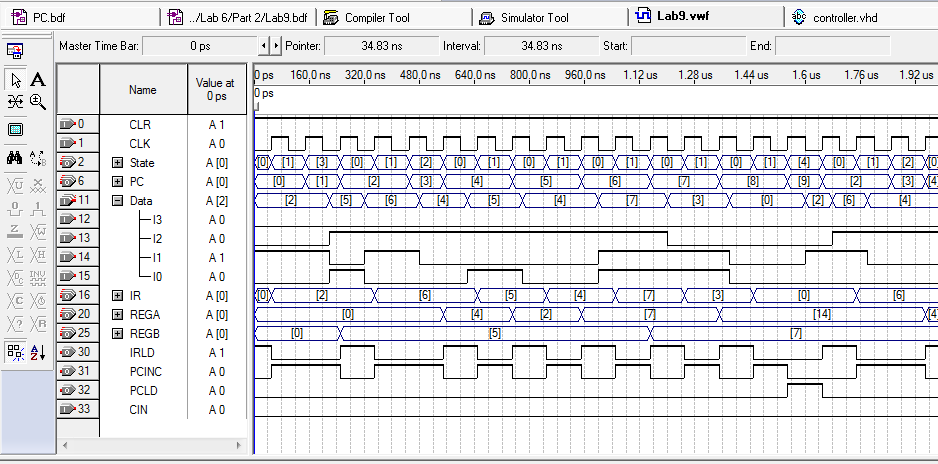 PC.bdf ../Lab 6/Part 2/Lab9.bdf Compiler Tool Simulator Tool Lab9.vwf controller.vhd
Master Time Bar: 0 ps Pointer: 34.83 ns Interval: 34.83 ns Start: End:
Name Value at 0 ps
0 ps 160.0 ns 320.0 ns 480.0 ns 640.0 ns 800.0 ns 960.0 ns 1.12 us 1.28 us 1.44 us 1.6 us 1.76 us 1.92 us
0 ps
0 CLR A 1
1 CLK A 0
2 State A [0] [0] [1] [3] [0] [1] [2] [0] [1] [0] [1] [0] [1] [0] [1] [0] [1] [4] [0] [1] [2] [0]
6 PC A [0] [0] [1] [2] [3] [4] [5] [6] [7] [8] [9] [2] [3] [4]
11 Data A [2] [2] [5] [6] [4] [5] [4] [7] [3] [0] [2] [6] [4]
12 I3 A 0
13 I2 A 0
14 I1 A 1
15 I0 A 0
16 IR A [0] [0] [2] [6] [5] [4] [7] [3] [0] [6]
20 REGA A [0] [0] [4] [2] [7] [14] [4
25 REGB A [0] [0] [5] [7]
30 IRLD A 1
31 PCINC A 0
32 PCLD A 0
33 CIN A 0